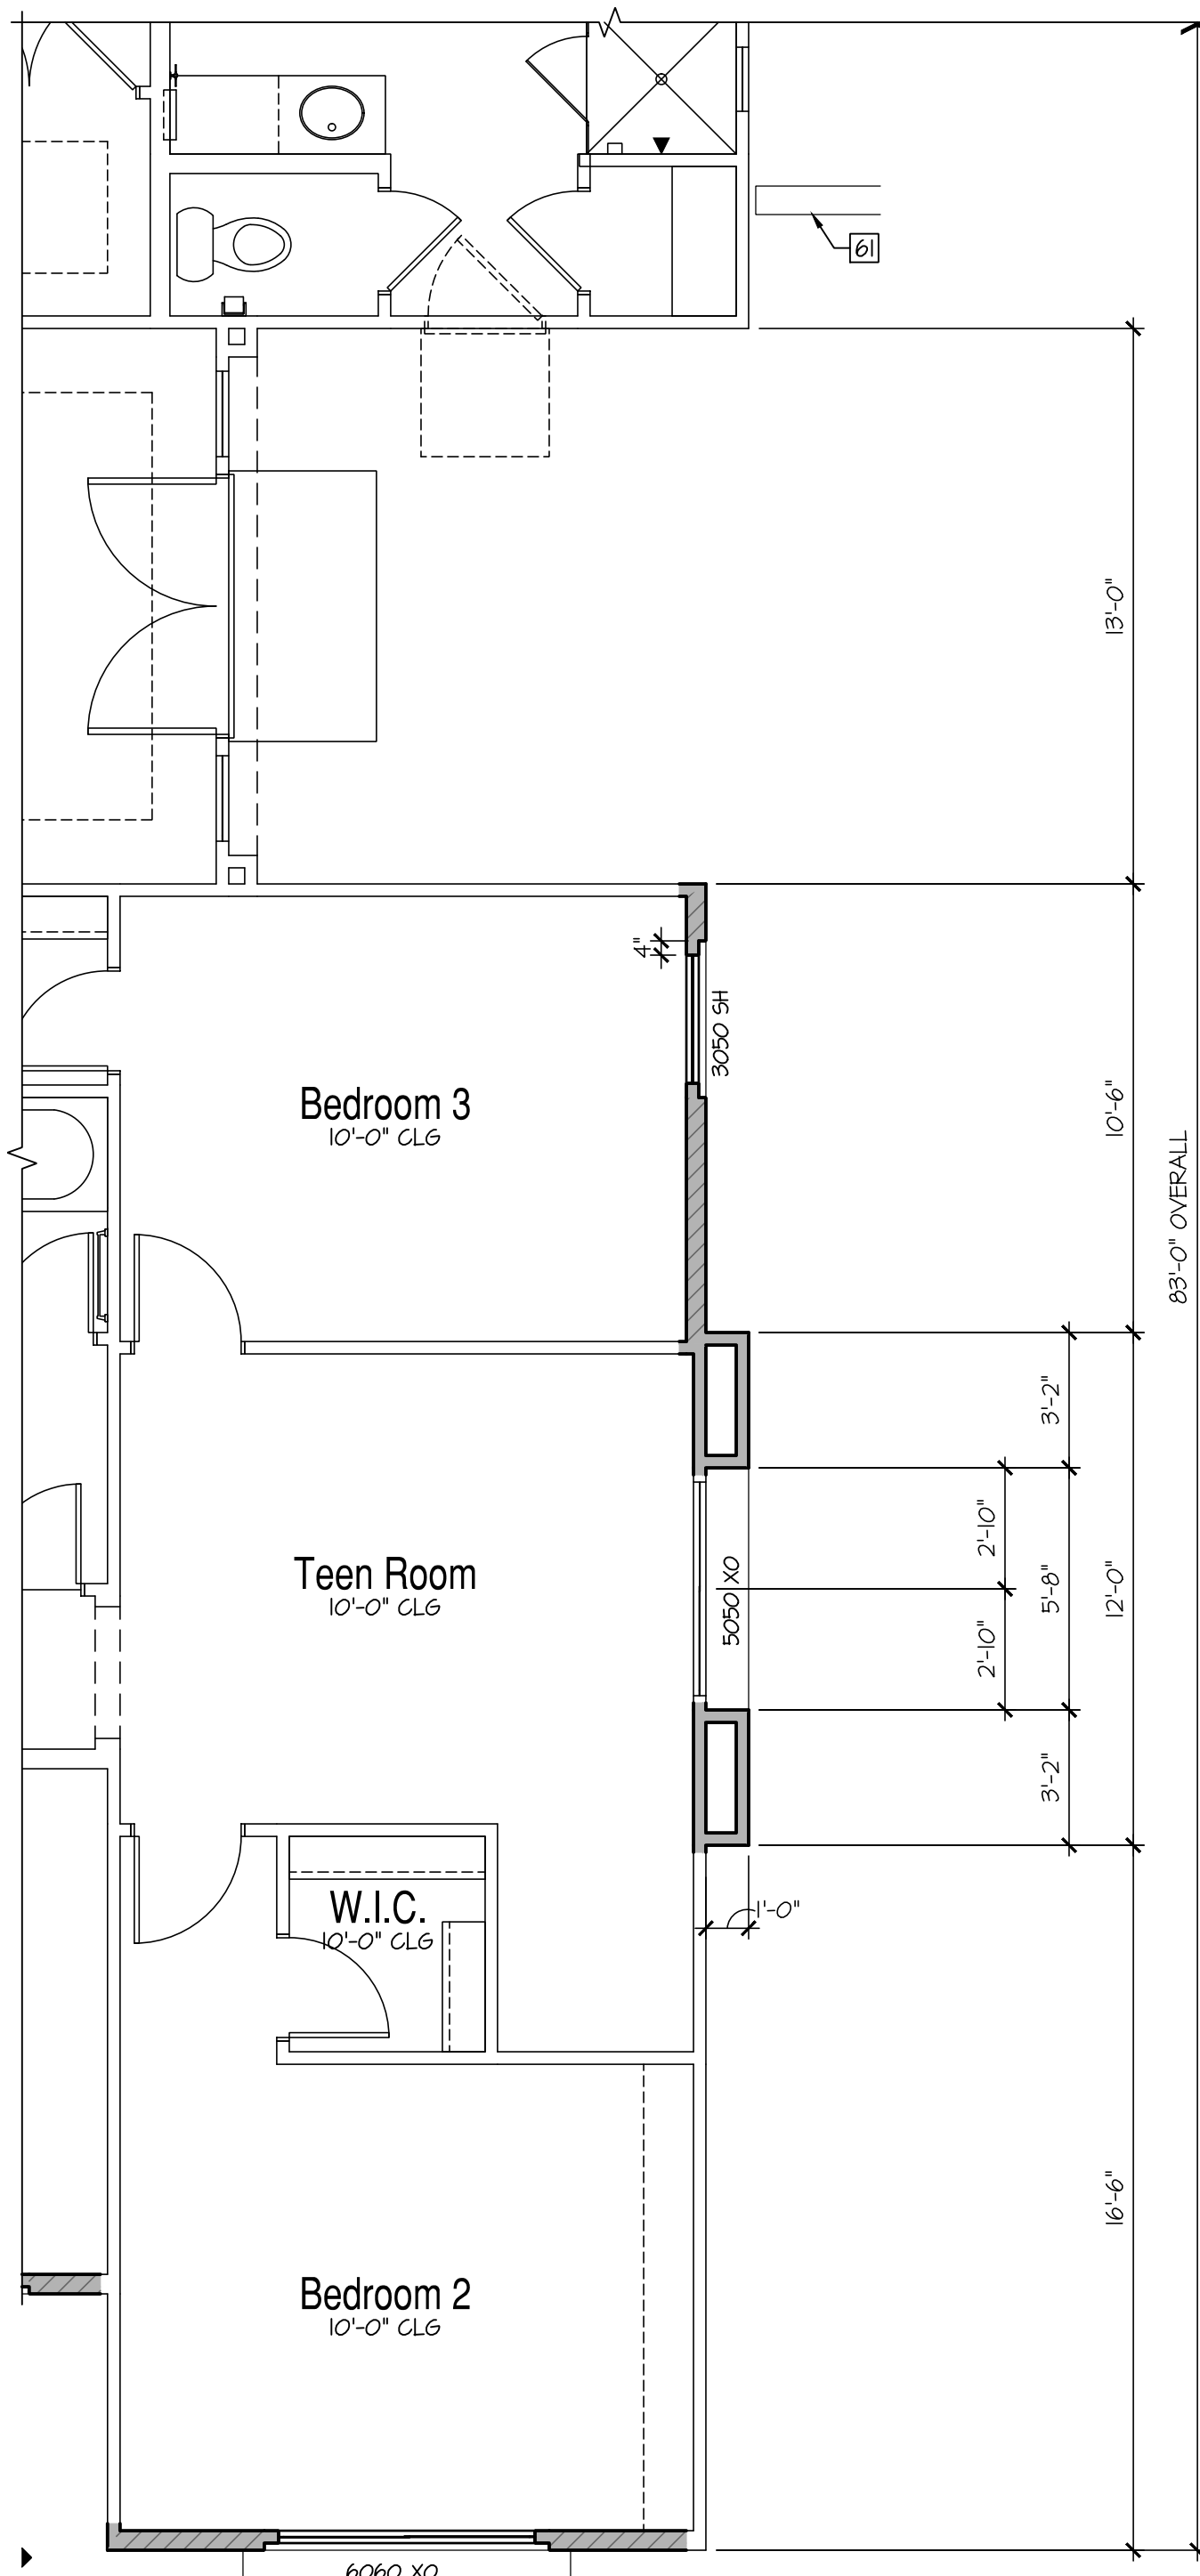 61
13'-0"
4"
3050 SH
Bedroom 3
10'-0" CLG
10'-6"
83'-0" OVERALL
3'-2"
2'-10"
Teen Room
10'-0" CLG
5050 XO
5'-8"
12'-0"
2'-10"
3'-2"
W.I.C.
10'-0" CLG
1'-0"
16'-6"
Bedroom 2
10'-0" CLG
6060 XO